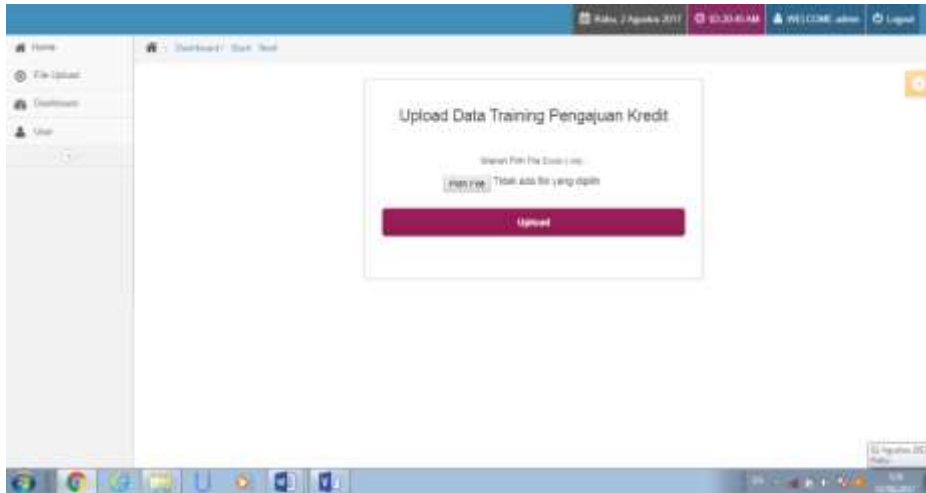 Rabu, 2 Agustus 2017
WELCOME admin
Logout
Home
File Upload
Dashboard
User
Dashboard /
Upload Data Training Pengajuan Kredit
Pilih File Tidak ada file yang dipilih
Upload